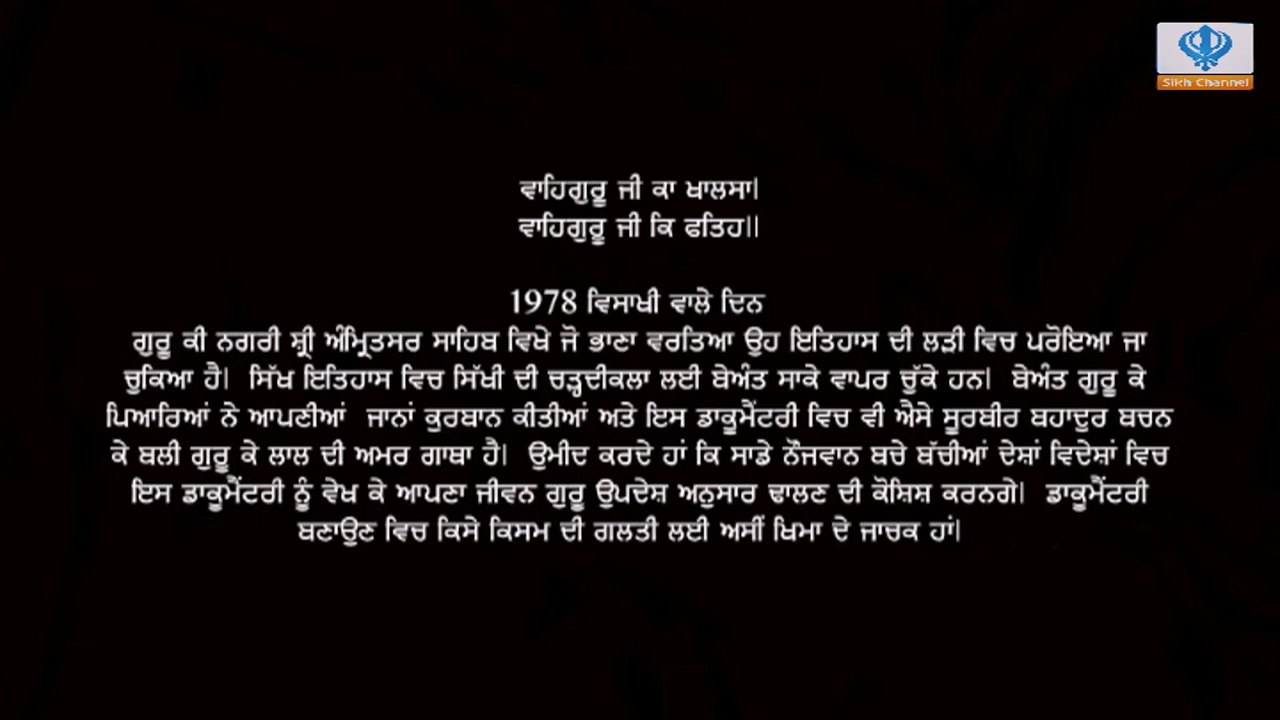 Sikh Channel
ਵਾਹਿਗੁਰੂ ਜੀ ਕਾ ਖਾਲਸਾ।
ਵਾਹਿਗੁਰੂ ਜੀ ਕਿ ਫਤਿਹ॥
1978 ਵਿਸਾਖੀ ਵਾਲੇ ਦਿਨ
ਗੁਰੂ ਕੀ ਨਗਰੀ ਸ਼੍ਰੀ ਅੰਮ੍ਰਿਤਸਰ ਸਾਹਿਬ ਵਿਖੇ ਜੋ ਭਾਣਾ ਵਰਤਿਆ ਉਹ ਇਤਿਹਾਸ ਦੀ ਲੜੀ ਵਿਚ ਪਰੋਇਆ ਜਾ
ਚੁਕਿਆ ਹੈ। ਸਿੱਖ ਇਤਿਹਾਸ ਵਿਚ ਸਿੱਖੀ ਦੀ ਚੜ੍ਹਦੀਕਲਾ ਲਈ ਬੇਅੰਤ ਸਾਕੇ ਵਾਪਰ ਚੁੱਕੇ ਹਨ। ਬੇਅੰਤ ਗੁਰੂ ਕੇ
ਪਿਆਰਿਆਂ ਨੇ ਆਪਣੀਆਂ ਜਾਨਾਂ ਕੁਰਬਾਨ ਕੀਤੀਆਂ ਅਤੇ ਇਸ ਡਾਕੂਮੈਂਟਰੀ ਵਿਚ ਵੀ ਐਸੇ ਸੂਰਬੀਰ ਬਹਾਦੁਰ ਬਚਨ
ਕੇ ਬਲੀ ਗੁਰੂ ਕੇ ਲਾਲ ਦੀ ਅਮਰ ਗਾਥਾ ਹੈ। ਉਮੀਦ ਕਰਦੇ ਹਾਂ ਕਿ ਸਾਡੇ ਨੌਜਵਾਨ ਬਚੇ ਬੱਚੀਆਂ ਦੇਸ਼ਾਂ ਵਿਦੇਸ਼ਾਂ ਵਿਚ
ਇਸ ਡਾਕੂਮੈਂਟਰੀ ਨੂੰ ਵੇਖ ਕੇ ਆਪਣਾ ਜੀਵਨ ਗੁਰੂ ਉਪਦੇਸ਼ ਅਨੁਸਾਰ ਢਾਲਣ ਦੀ ਕੋਸ਼ਿਸ਼ ਕਰਨਗੇ। ਡਾਕੂਮੈਂਟਰੀ
ਬਣਾਉਣ ਵਿਚ ਕਿਸੇ ਕਿਸਮ ਦੀ ਗਲਤੀ ਲਈ ਅਸੀਂ ਖਿਮਾ ਦੇ ਜਾਚਕ ਹਾਂ।